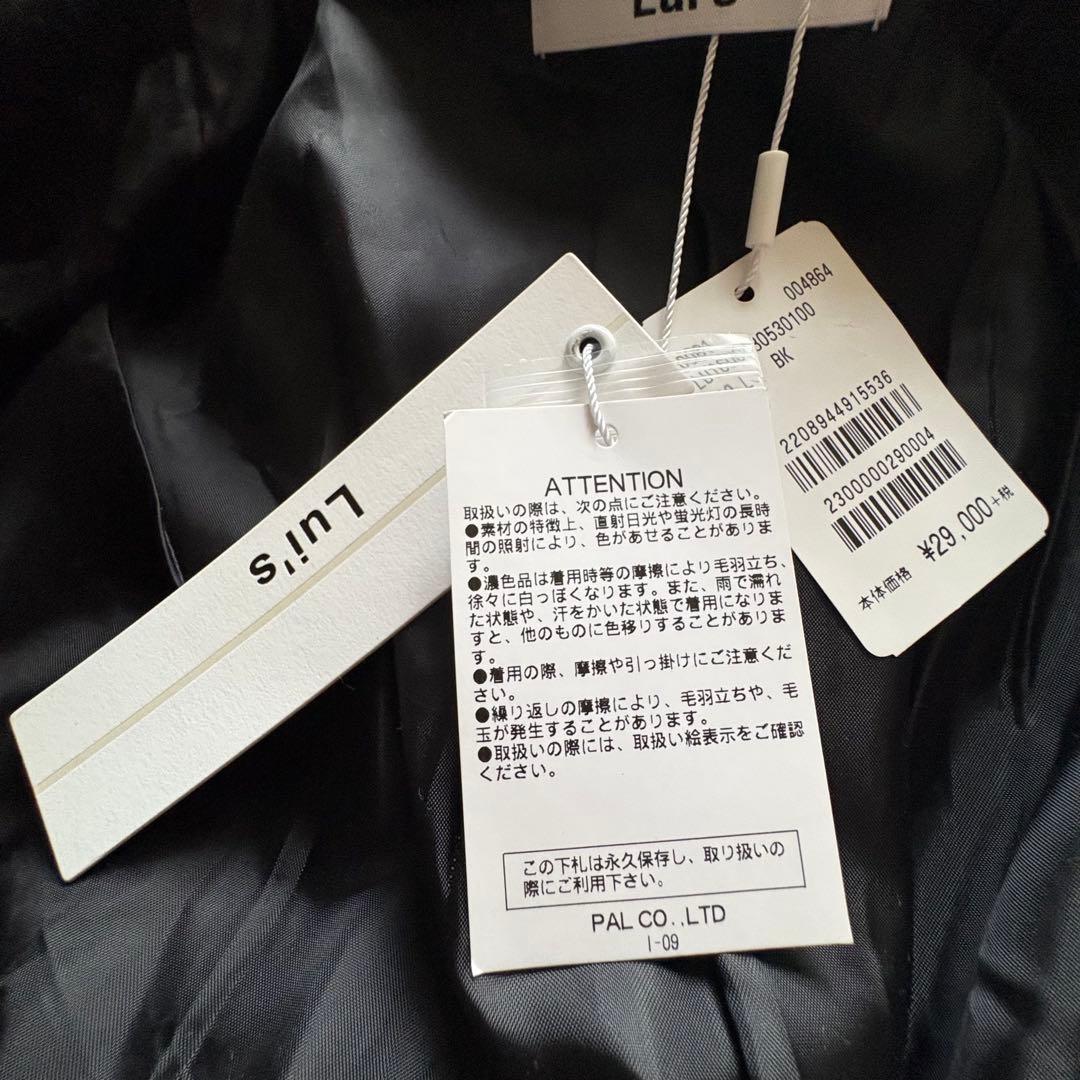 Lui's
004864
30530100
BK
2208944915536
2300000290004
¥29,000+税
本体価格
Lui's
ATTENTION
取扱いの際は、次の点にご注意ください。
●素材の特徴上、直射日光や蛍光灯の長時
間の照射により、色があせることがありま
す。
●濃色品は着用時等の摩擦により毛羽立ち、
徐々に白っぽくなります。また、雨で濡れ
た状態や、汗をかいた状態で着用になりま
すと、他のものに色移りすることがありま
す。
●着用の際、摩擦や引っ掛けにご注意くだ
さい。
●繰り返しの摩擦により、毛羽立ちや、毛
玉が発生することがあります。
●取扱いの際には、取扱い絵表示をご確認
ください。
この下札は永久保存し、取り扱いの
際にご利用下さい。
PAL CO.,LTD
I-09